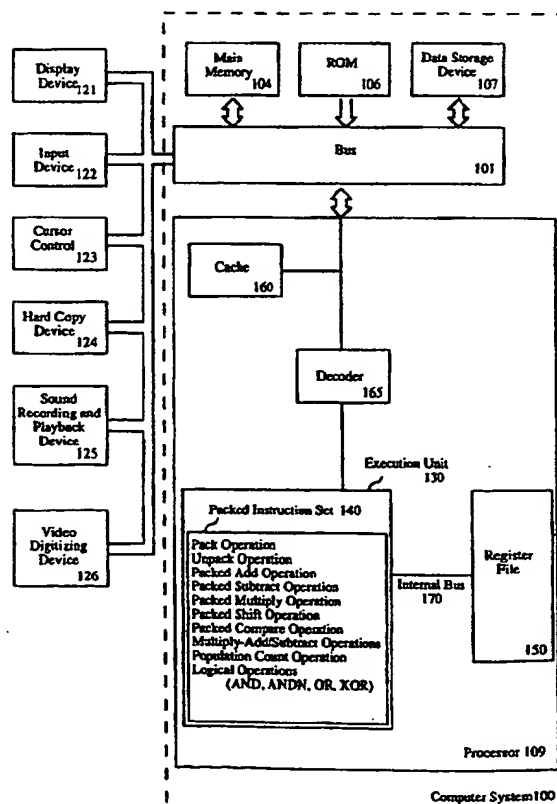 Display
Device
121
Input
Device
122
Cursor
Control
123
Hard Copy
Device
124
Sound
Recording and
Playback
Device
125
Video
Digitizing
Device
126
Main
Memory
104
ROM
106
Data Storage
Device
107
Bus
101
Cache
160
Decoder
165
Execution Unit
130
Packed Instruction Set 140
Pack Operation
Unpack Operation
Packed Add Operation
Packed Subtract Operation
Packed Multiply Operation
Packed Shift Operation
Packed Compare Operation
Multiply-Add/Subtract Operations
Population Count Operation
Logical Operations
(AND, ANDN, OR, XOR)
Internal Bus
170
Register
File
150
Processor 109
Computer System 100